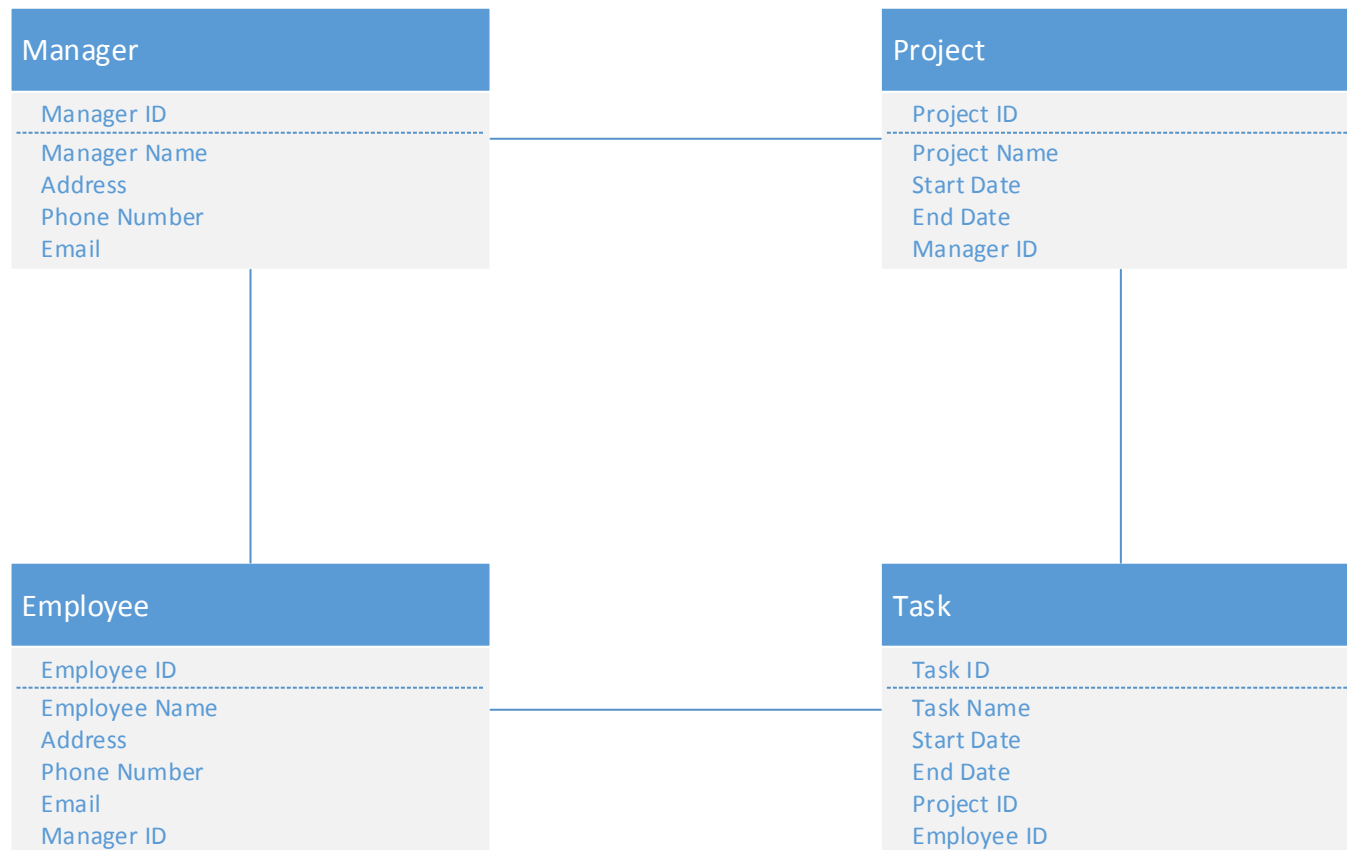 Manager
Manager ID
Manager Name
Address
Phone Number
Email
Project
Project ID
Project Name
Start Date
End Date
Manager ID
Employee
Employee ID
Employee Name
Address
Phone Number
Email
Manager ID
Task
Task ID
Task Name
Start Date
End Date
Project ID
Employee ID